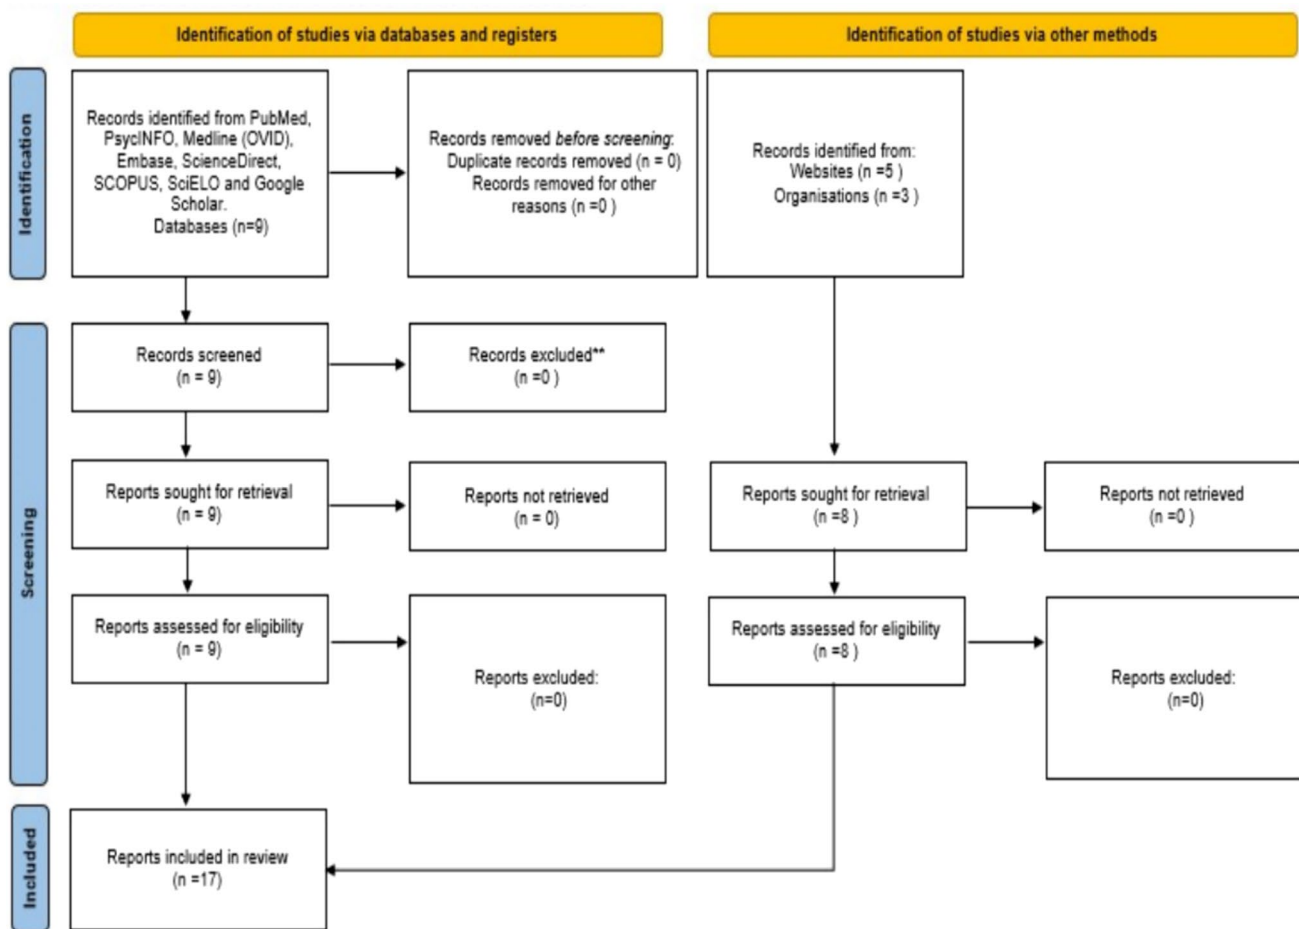 Identification of studies via databases and registers
Identification of studies via other methods
Identification
Records identified from PubMed,
PsycINFO, Medline (OVID),
Embase, ScienceDirect,
SCOPUS, SciELO and Google
Scholar.
Databases (n=9)
Records removed before screening:
Duplicate records removed (n = 0)
Records removed for other
reasons (n =0 )
Records identified from:
Websites (n =5 )
Organisations (n =3 )
Screening
Records screened
(n = 9)
Records excluded**
(n =0 )
Reports sought for retrieval
(n = 9)
Reports not retrieved
(n = 0)
Reports sought for retrieval
(n =8 )
Reports not retrieved
(n =0 )
Reports assessed for eligibility
(n = 9)
Reports excluded:
(n=0)
Reports assessed for eligibility
(n =8 )
Reports excluded:
(n=0)
Included
Reports included in review
(n =17)